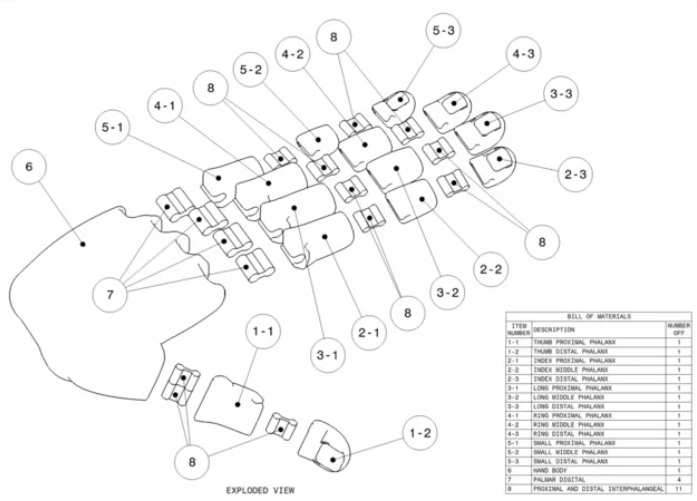 5-3
8
4-2
4-3
5-2
8
3-3
4-1
5-1
6
2-3
8
7
2-2
3-2
8
1-1
2-1
3-1
1-2
8
EXPLODED VIEW
BILL OF MATERIALS
ITEM NUMBER DESCRIPTION NUMBER OFF
1-1 THUMB PROXIMAL PHALANX 1
1-2 THUMB DISTAL PHALANX 1
2-1 INDEX PROXIMAL PHALANX 1
2-2 INDEX MIDDLE PHALANX 1
2-3 INDEX DISTAL PHALANX 1
3-1 LONG PROXIMAL PHALANX 1
3-2 LONG MIDDLE PHALANX 1
3-3 LONG DISTAL PHALANX 1
4-1 RING PROXIMAL PHALANX 1
4-2 RING MIDDLE PHALANX 1
4-3 RING DISTAL PHALANX 1
5-1 SMALL PROXIMAL PHALANX 1
5-2 SMALL MIDDLE PHALANX 1
5-3 SMALL DISTAL PHALANX 1
6 HAND BODY 1
7 PALMAR DIGITAL 4
8 PROXIMAL AND DISTAL INTERPHALANGEAL 11